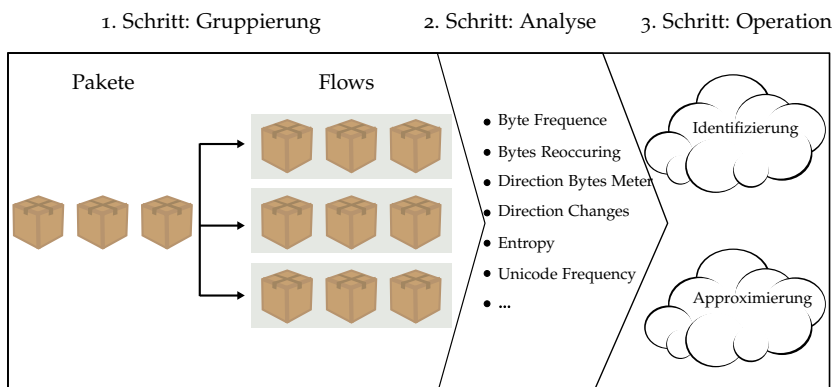 1. Schritt: Gruppierung
2. Schritt: Analyse
3. Schritt: Operation
Pakete
Flows
• Byte Frequence
• Bytes Reoccuring
• Direction Bytes Meter
• Direction Changes
• Entropy
• Unicode Frequency
• ...
Identifizierung
Approximierung